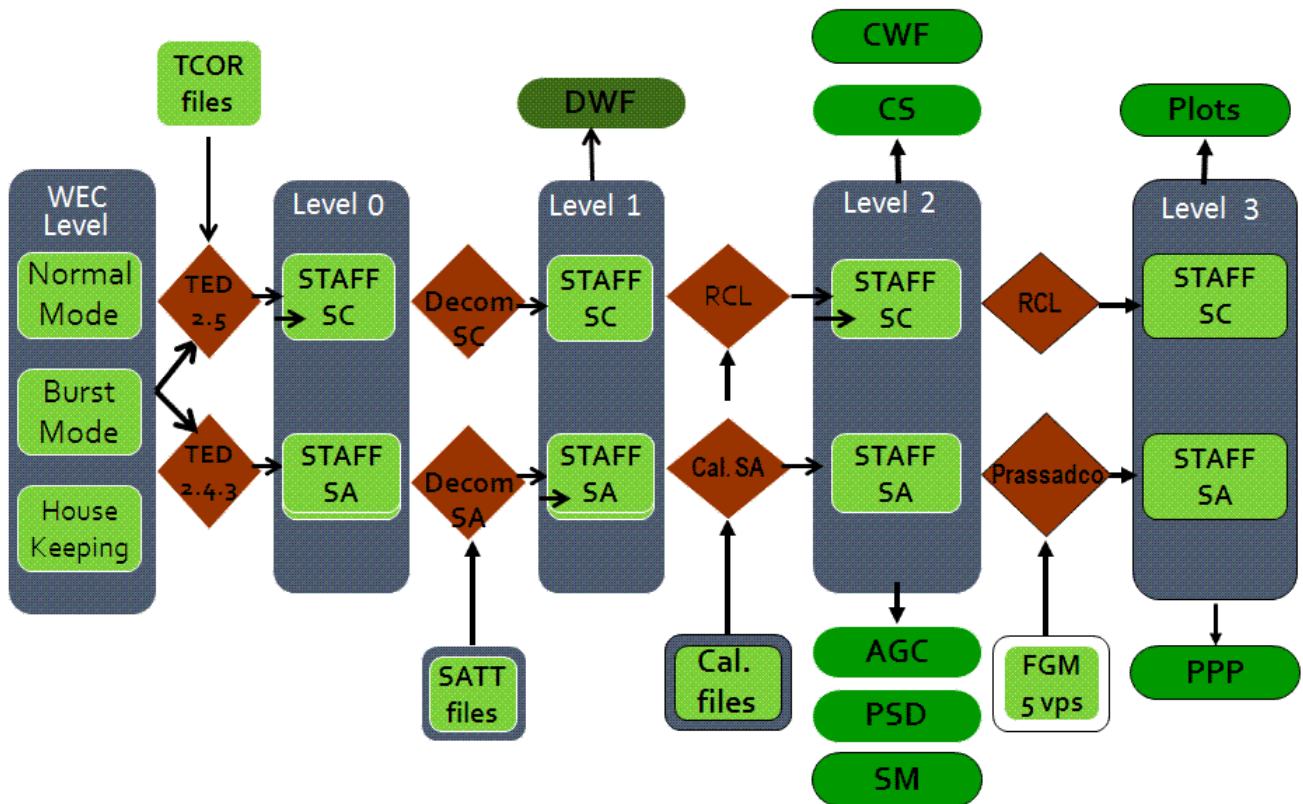 CWF
TCOR
files
DWF
CS
Plots
WEC
Level
Level 0
Level 1
Level 2
Level 3
Normal
Mode
TED
2.5
STAFF
SC
Decom
SC
STAFF
SC
RCL
STAFF
SC
RCL
STAFF
SC
Burst
Mode
TED
2.4.3
STAFF
SA
Decom
SA
STAFF
SA
Cal. SA
STAFF
SA
Prassadco
STAFF
SA
House
Keeping
SATT
files
Cal.
files
AGC
PSD
SM
FGM
5 vps
PPP